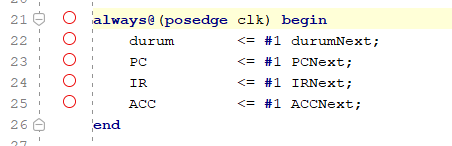 21 always@(posedge clk) begin
22 durum <= #1 durumNext;
23 PC <= #1 PCNext;
24 IR <= #1 IRNext;
25 ACC <= #1 ACCNext;
26 end